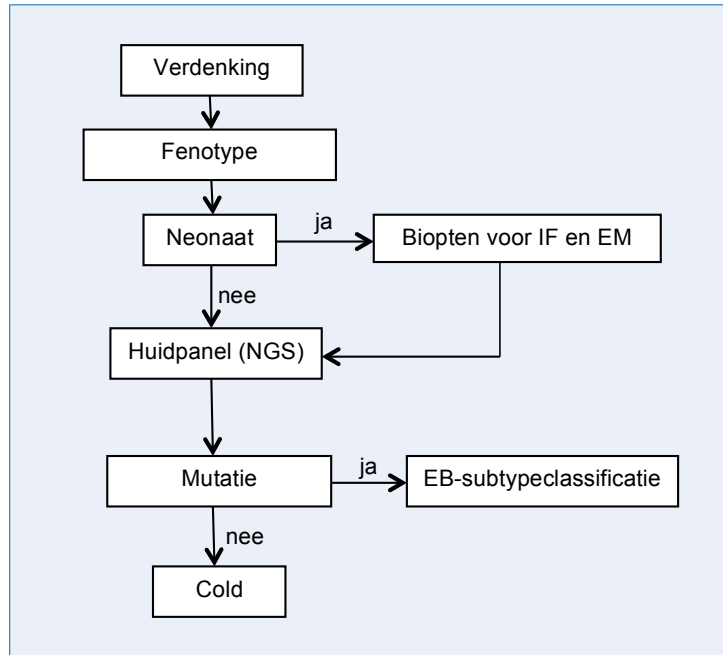 Verdenking
Fenotype
Neonaat
ja
Biopten voor IF en EM
nee
Huidpanel (NGS)
Mutatie
ja
EB-subtypeclassificatie
nee
Cold